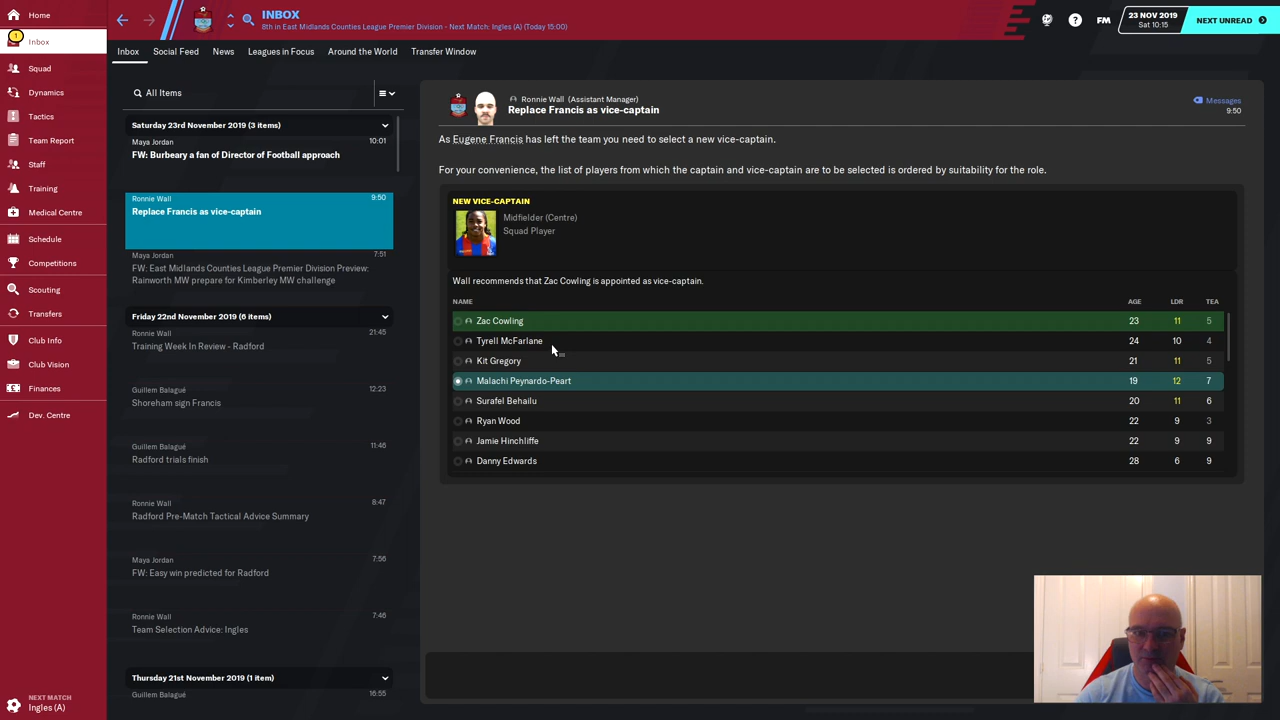 Home
INBOX
8th in East Midlands Counties League Premier Division - Next Match: Ingles (A) (Today 15:00)
FM
23 NOV 2019
Sat 10:15
NEXT UNREAD
1
Inbox
Squad
Dynamics
Tactics
Team Report
Staff
Training
Medical Centre
Schedule
Competitions
Scouting
Transfers
Club Info
Club Vision
Finances
Dev. Centre
NEXT MATCH
Ingles (A)
Inbox Social Feed News Leagues in Focus Around the World Transfer Window
All Items
Saturday 23rd November 2019 (3 items)
Maya Jordan 10:01
FW: Burbeary a fan of Director of Football approach
Ronnie Wall 9:50
Replace Francis as vice-captain
Maya Jordan 7:51
FW: East Midlands Counties League Premier Division Preview:
Rainworth MW prepare for Kimberley MW challenge
Friday 22nd November 2019 (6 items)
Ronnie Wall 21:45
Training Week In Review - Radford
Guillem Balagué 12:23
Shoreham sign Francis
Guillem Balagué 11:46
Radford trials finish
Ronnie Wall 8:47
Radford Pre-Match Tactical Advice Summary
Maya Jordan 7:56
FW: Easy win predicted for Radford
Ronnie Wall 7:46
Team Selection Advice: Ingles
Thursday 21st November 2019 (1 item)
Guillem Balagué 16:55
Ronnie Wall (Assistant Manager)
Replace Francis as vice-captain
Messages
9:50
As Eugene Francis has left the team you need to select a new vice-captain.
For your convenience, the list of players from which the captain and vice-captain are to be selected is ordered by suitability for the role.
NEW VICE-CAPTAIN
Midfielder (Centre)
Squad Player
Wall recommends that Zac Cowling is appointed as vice-captain.
NAME AGE LDR TEA
Zac Cowling 23 11 5
Tyrell McFarlane 24 10 4
Kit Gregory 21 11 5
Malachi Peynardo-Peart 19 12 7
Surafel Behailu 20 11 6
Ryan Wood 22 9 3
Jamie Hinchliffe 22 9 9
Danny Edwards 28 6 9